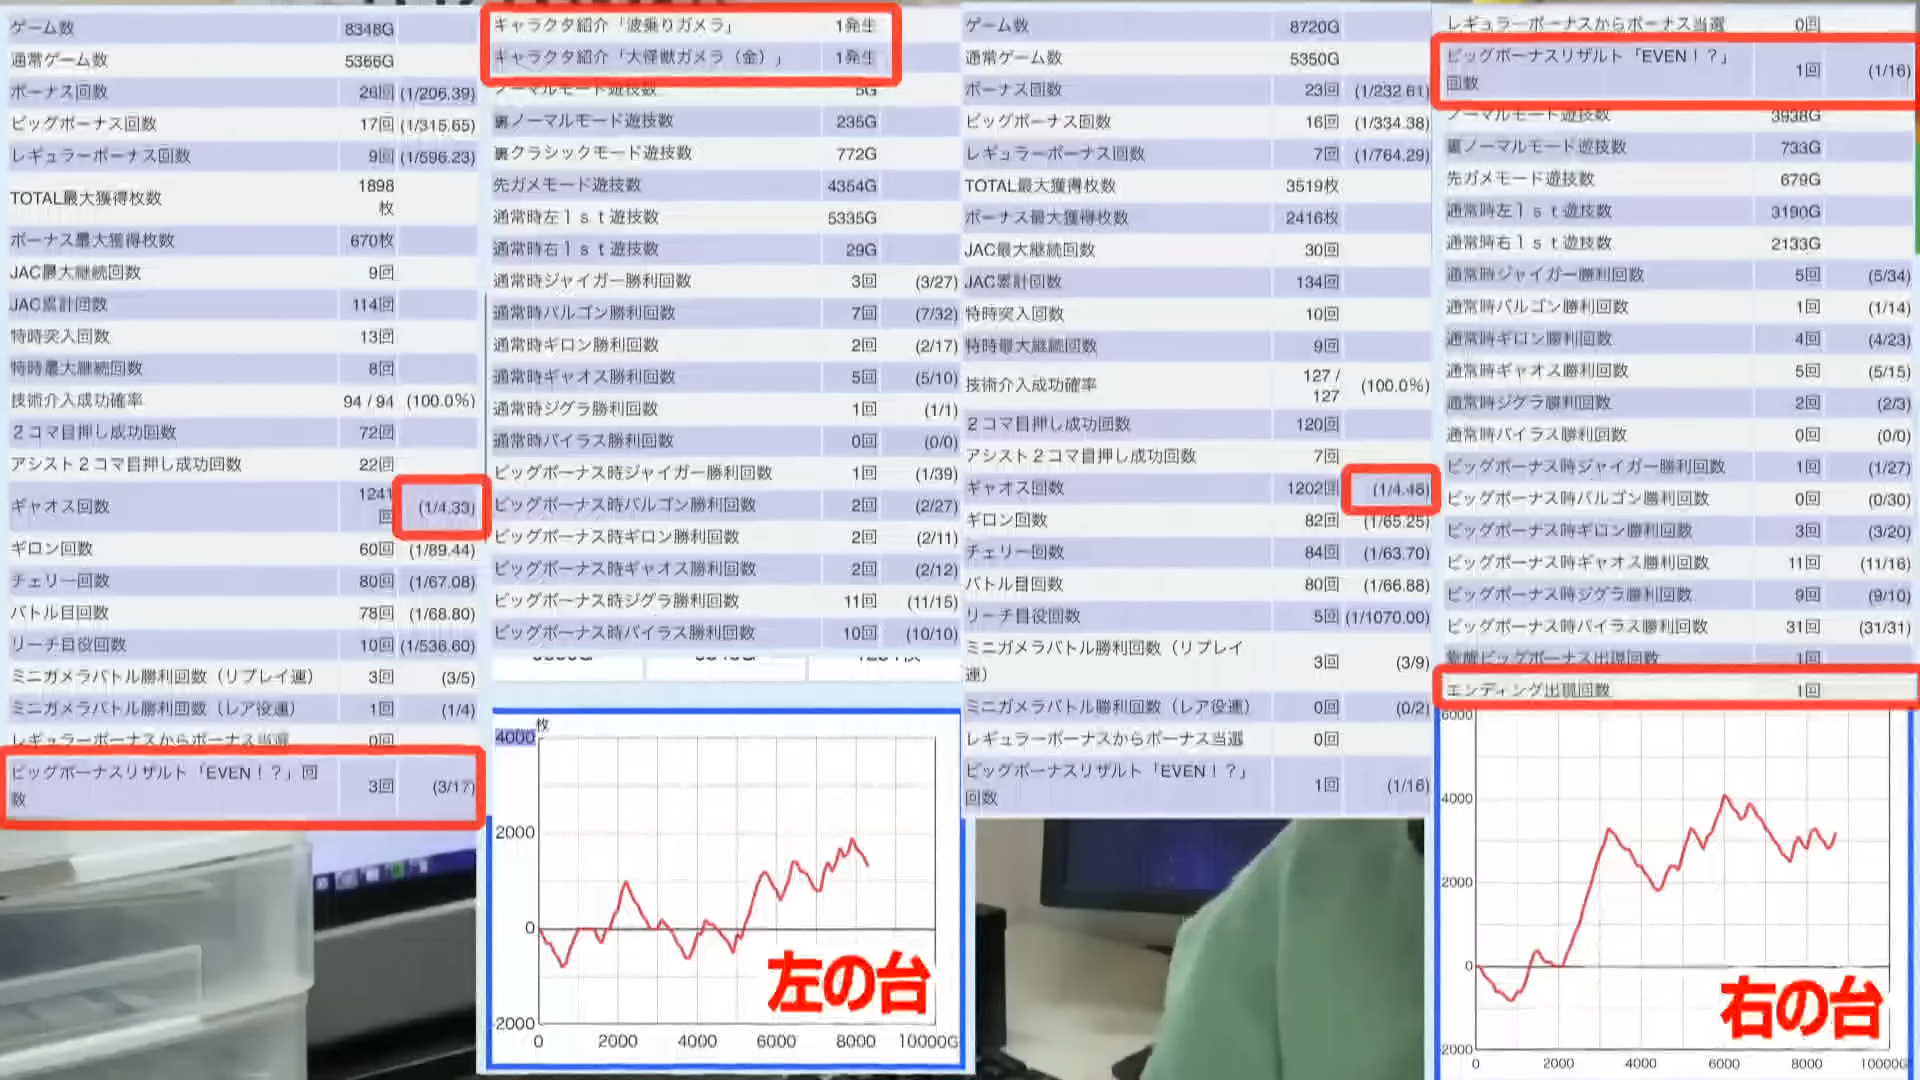 ゲーム数 8348G
通常ゲーム数 5366G
ボーナス回数 26回 (1/206.39)
ビッグボーナス回数 17回 (1/315.65)
レギュラーボーナス回数 9回 (1/596.23)
TOTAL最大獲得枚数 1898枚
ボーナス最大獲得枚数 670枚
JAC最大継続回数 9回
JAC累計回数 114回
特時突入回数 13回
特時最大継続回数 8回
技術介入成功確率 94 / 94 (100.0%)
２コマ目押し成功回数 72回
アシスト２コマ目押し成功回数 22回
ギャオス回数 1241回 (1/4.33)
ギロン回数 60回 (1/89.44)
チェリー回数 80回 (1/67.08)
バトル目回数 78回 (1/68.80)
リーチ目役回数 10回 (1/536.60)
ミニガメラバトル勝利回数（リプレイ連） 3回 (3/5)
ミニガメラバトル勝利回数（レア役連） 1回 (1/4)
レギュラーボーナスからボーナス当選 0回
ビッグボーナスリザルト「EVEN！？」回数 3回 (3/17)
キャラクタ紹介「波乗りガメラ」 1発生
キャラクタ紹介「大怪獣ガメラ（金）」 1発生
ノーマルモード遊技数 5G
裏ノーマルモード遊技数 235G
裏クラシックモード遊技数 772G
先ガメモード遊技数 4354G
通常時左１ｓｔ遊技数 5335G
通常時右１ｓｔ遊技数 29G
通常時ジャイガー勝利回数 3回 (3/27)
通常時バルゴン勝利回数 7回 (7/32)
通常時ギロン勝利回数 2回 (2/17)
通常時ギャオス勝利回数 5回 (5/10)
通常時ジグラ勝利回数 1回 (1/1)
通常時バイラス勝利回数 0回 (0/0)
ビッグボーナス時ジャイガー勝利回数 1回 (1/39)
ビッグボーナス時バルゴン勝利回数 2回 (2/27)
ビッグボーナス時ギロン勝利回数 2回 (2/11)
ビッグボーナス時ギャオス勝利回数 2回 (2/12)
ビッグボーナス時ジグラ勝利回数 11回 (11/15)
ビッグボーナス時バイラス勝利回数 10回 (10/10)
枚
4000
2000
0
-2000
0 2000 4000 6000 8000 10000G
左の台
ゲーム数 8720G
通常ゲーム数 5350G
ボーナス回数 23回 (1/232.61)
ビッグボーナス回数 16回 (1/334.38)
レギュラーボーナス回数 7回 (1/764.29)
TOTAL最大獲得枚数 3519枚
ボーナス最大獲得枚数 2416枚
JAC最大継続回数 30回
JAC累計回数 134回
特時突入回数 10回
特時最大継続回数 9回
技術介入成功確率 127 / 127 (100.0%)
２コマ目押し成功回数 120回
アシスト２コマ目押し成功回数 7回
ギャオス回数 1202回 (1/4.46)
ギロン回数 82回 (1/65.25)
チェリー回数 84回 (1/63.70)
バトル目回数 80回 (1/66.88)
リーチ目役回数 5回 (1/1070.00)
ミニガメラバトル勝利回数（リプレイ連） 3回 (3/9)
ミニガメラバトル勝利回数（レア役連） 0回 (0/2)
レギュラーボーナスからボーナス当選 0回
ビッグボーナスリザルト「EVEN！？」回数 1回 (1/16)
レギュラーボーナスからボーナス当選 0回
ビッグボーナスリザルト「EVEN！？」回数 1回 (1/16)
ノーマルモード遊技数 3938G
裏ノーマルモード遊技数 733G
先ガメモード遊技数 679G
通常時左１ｓｔ遊技数 3190G
通常時右１ｓｔ遊技数 2133G
通常時ジャイガー勝利回数 5回 (5/34)
通常時バルゴン勝利回数 1回 (1/14)
通常時ギロン勝利回数 4回 (4/23)
通常時ギャオス勝利回数 5回 (5/15)
通常時ジグラ勝利回数 2回 (2/3)
通常時バイラス勝利回数 0回 (0/0)
ビッグボーナス時ジャイガー勝利回数 1回 (1/27)
ビッグボーナス時バルゴン勝利回数 0回 (0/30)
ビッグボーナス時ギロン勝利回数 3回 (3/20)
ビッグボーナス時ギャオス勝利回数 11回 (11/16)
ビッグボーナス時ジグラ勝利回数 9回 (9/10)
ビッグボーナス時バイラス勝利回数 31回 (31/31)
ビッグボーナス出現回数 1回
エンディング出現回数 1回
6000
4000
2000
0
-2000
0 2000 4000 6000 8000 10000G
右の台